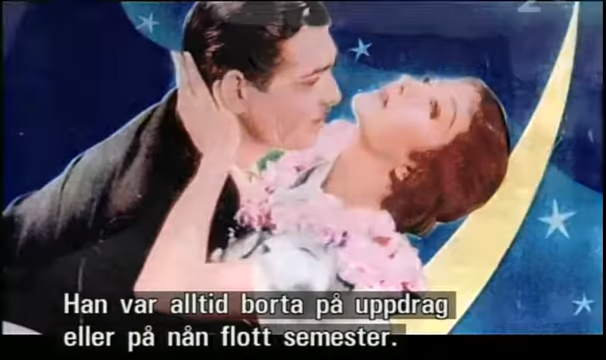 Han var alltid borta på uppdrag
eller på nån flott semester.